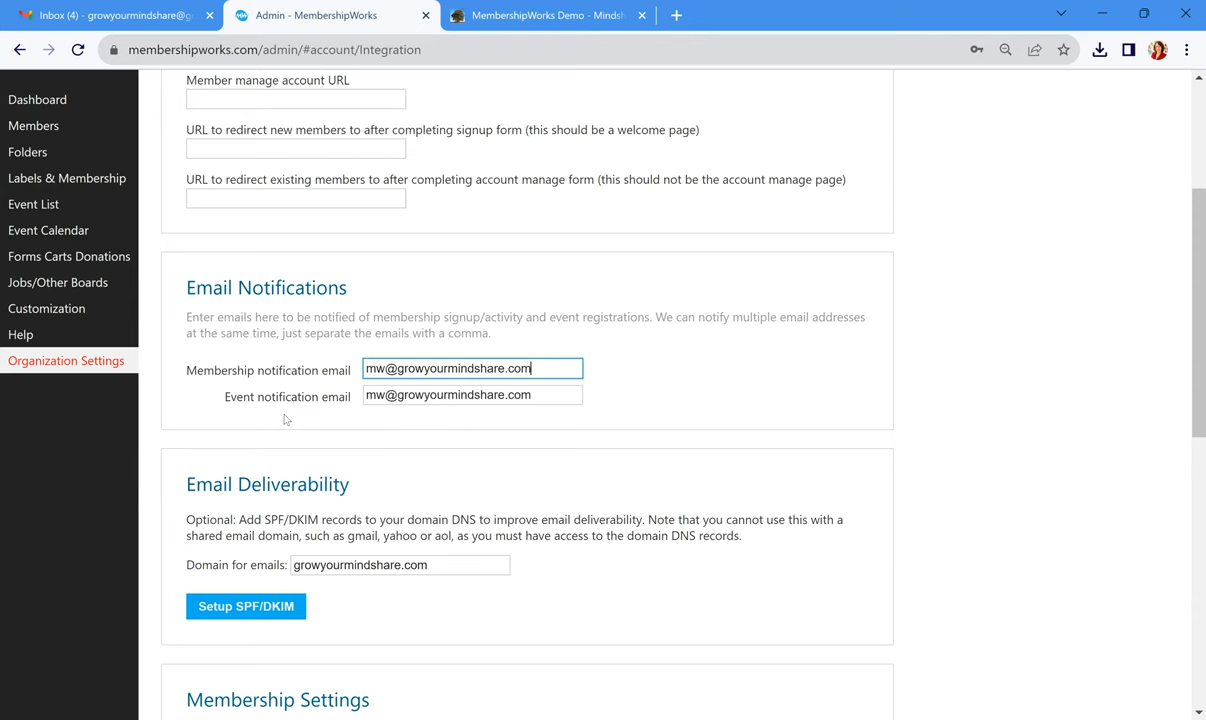 Inbox (4) - growyourmindshare@g
Admin - MembershipWorks
MembershipWorks Demo - Minds
membershipworks.com/admin/#account/Integration
Dashboard
Members
Folders
Labels & Membership
Event List
Event Calendar
Forms Carts Donations
Jobs/Other Boards
Customization
Help
Organization Settings
Member manage account URL
URL to redirect new members to after completing signup form (this should be a welcome page)
URL to redirect existing members to after completing account manage form (this should not be the account manage page)
Email Notifications
Enter emails here to be notified of membership signup/activity and event registrations. We can notify multiple email addresses
at the same time, just separate the emails with a comma.
Membership notification email mw@growyourmindshare.com
Event notification email mw@growyourmindshare.com
Email Deliverability
Optional: Add SPF/DKIM records to your domain DNS to improve email deliverability. Note that you cannot use this with a
shared email domain, such as gmail, yahoo or aol, as you must have access to the domain DNS records.
Domain for emails: growyourmindshare.com
Setup SPF/DKIM
Membership Settings